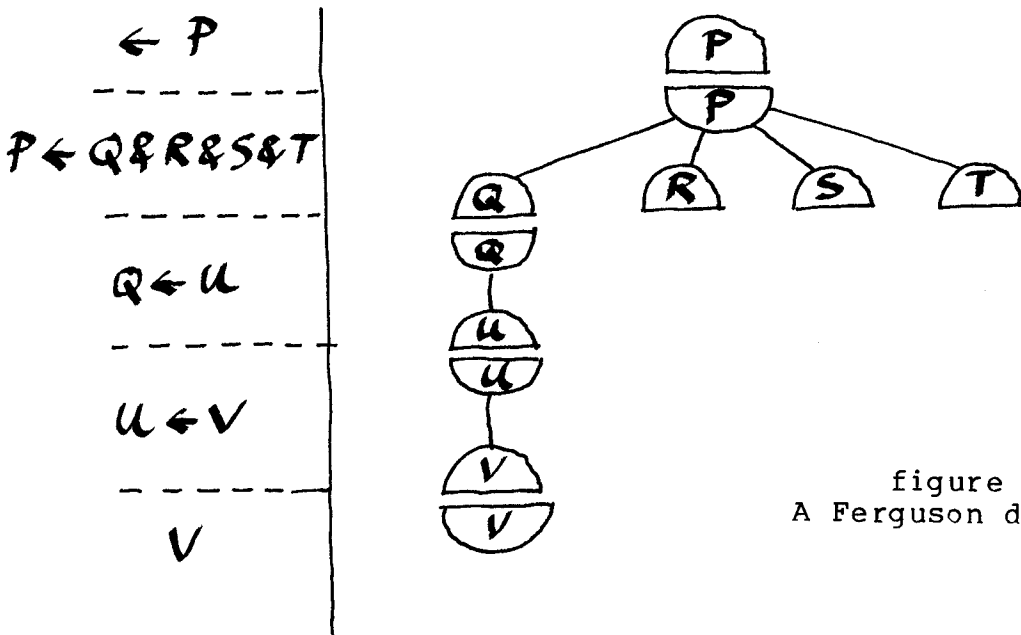 ← P
P ← Q&R&S&T
Q ← U
U ← V
V
P
P
Q R S T
Q
U
U
V
V
figure
A Ferguson d